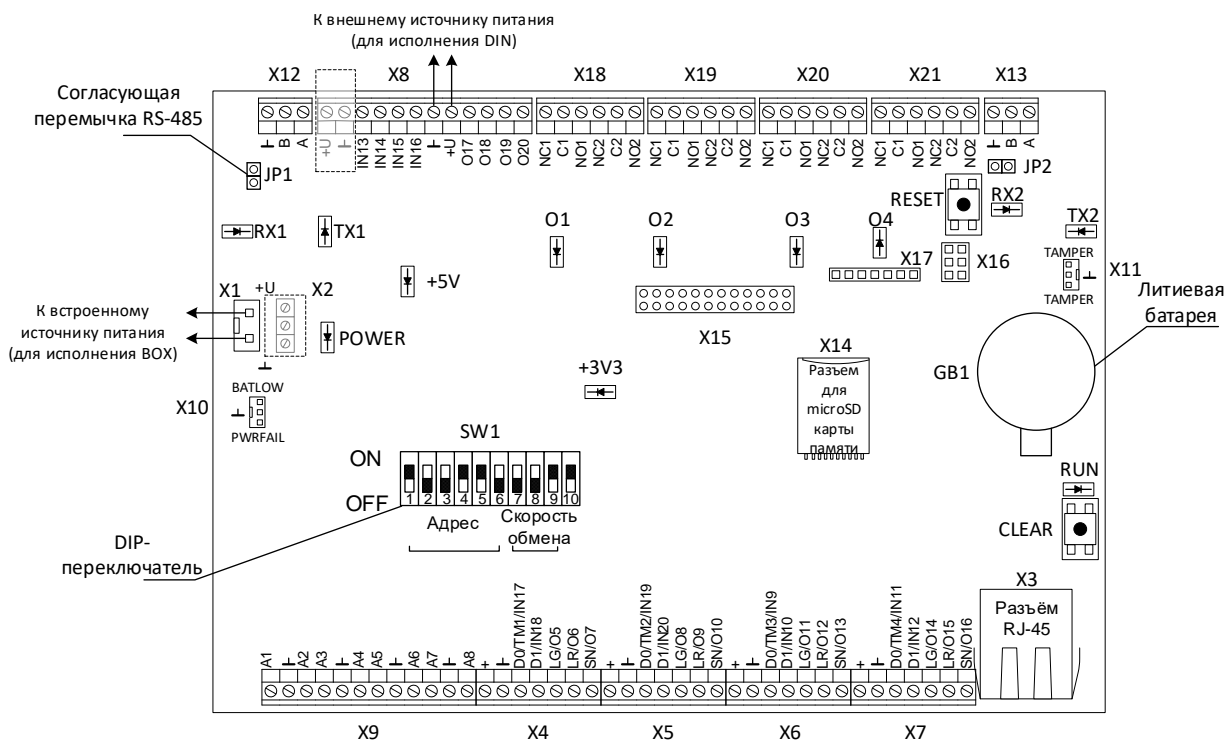 К внешнему источнику питания
(для исполнения DIN)
X12
X8
X18
X19
X20
X21
X13
Согласующая
перемычка RS-485
⊥
B
A
+U
⊥
IN13
IN14
IN15
IN16
⊥
+U
O17
O18
O19
O20
NC1
C1
NO1
NC2
C2
NO2
NC1
C1
NO1
NC2
C2
NO2
NC1
C1
NO1
NC2
C2
NO2
NC1
C1
NO1
NC2
C2
NO2
⊥
B
A
JP1
JP2
RESET
RX2
RX1
TX1
O1
O2
O3
O4
TX2
X17
X16
TAMPER
X11
TAMPER
+5V
X1
+U
X2
К встроенному
источнику питания
(для исполнения BOX)
POWER
X15
Литиевая
батарея
+3V3
X14
Разъем
для
microSD
карты
памяти
GB1
BATLOW
X10
PWRFAIL
SW1
ON
OFF
1 2 3 4 5 6 7 8 9 10
Адрес
Скорость
обмена
RUN
CLEAR
DIP-
переключатель
X3
Разъём
RJ-45
A1
⊥
A2
A3
⊥
A4
A5
⊥
A6
A7
⊥
A8
+
⊥
D0/TM1/IN17
D1/IN18
LG/O5
LR/O6
SN/O7
+
⊥
D0/TM2/IN19
D1/IN20
LG/O8
LR/O9
SN/O10
+
⊥
D0/TM3/IN9
D1/IN10
LG/O11
LR/O12
SN/O13
+
⊥
D0/TM4/IN11
D1/IN12
LG/O14
LR/O15
SN/O16
X9
X4
X5
X6
X7